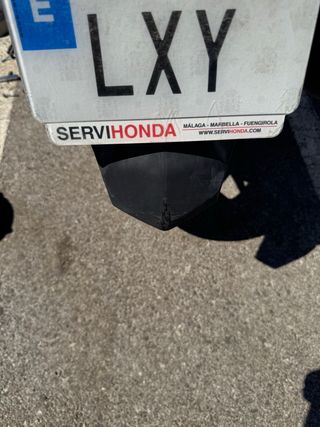 E
LXY
SERVIHONDA MÁLAGA - MARBELLA - FUENGIROLA
WWW.SERVIHONDA.COM